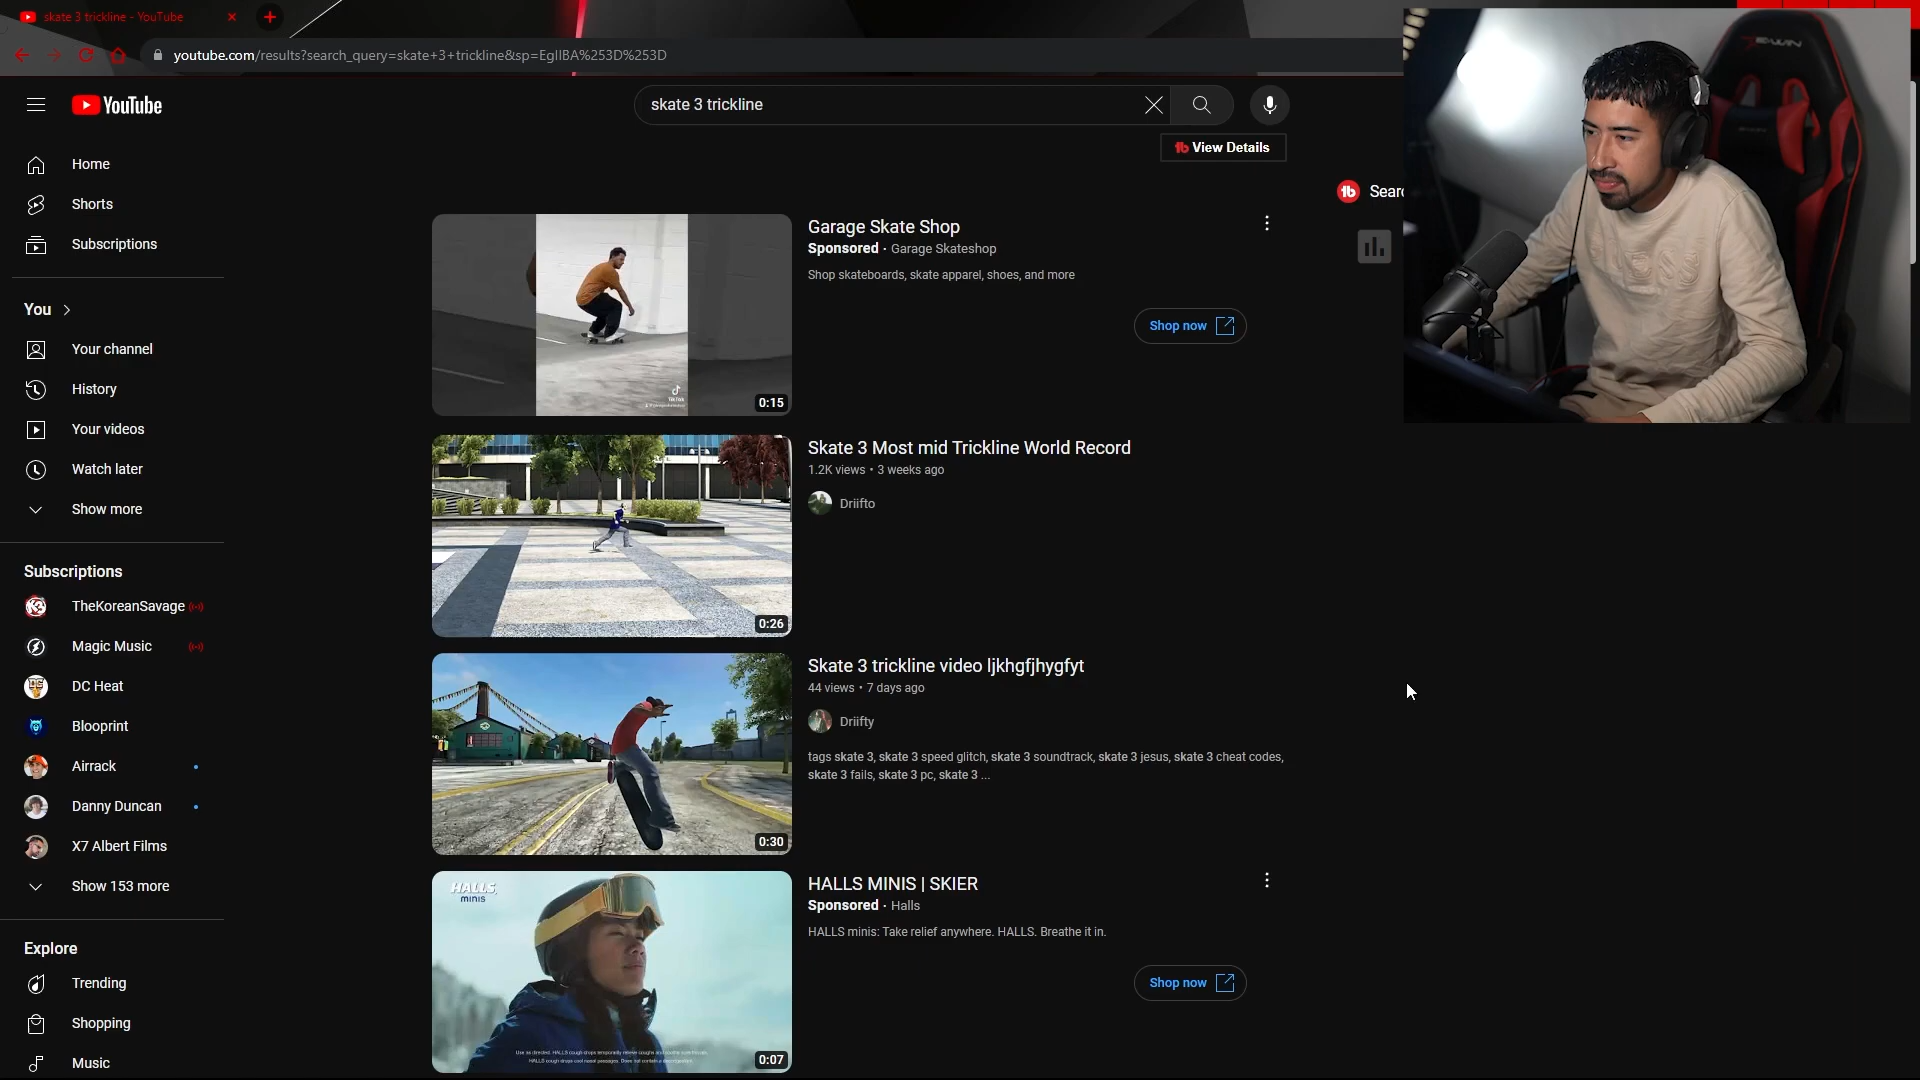 skate 3 trickline - YouTube
youtube.com/results?search_query=skate+3+trickline&sp=EgIIBA%253D%253D
YouTube
skate 3 trickline
View Details
Home
Shorts
Subscriptions
You
Your channel
History
Your videos
Watch later
Show more
Subscriptions
TheKoreanSavage
Magic Music
DC Heat
Blooprint
Airrack
Danny Duncan
X7 Albert Films
Show 153 more
Explore
Trending
Shopping
Music
Garage Skate Shop
Sponsored · Garage Skateshop
Shop skateboards, skate apparel, shoes, and more
Shop now
TikTok
0:15
Skate 3 Most mid Trickline World Record
1.2K views • 3 weeks ago
Driifto
0:26
Skate 3 trickline video ljkhgfjhygfyt
44 views • 7 days ago
Driifty
tags skate 3, skate 3 speed glitch, skate 3 soundtrack, skate 3 jesus, skate 3 cheat codes,
skate 3 fails, skate 3 pc, skate 3 ...
0:30
HALLS MINIS | SKIER
Sponsored · Halls
HALLS minis: Take relief anywhere. HALLS. Breathe it in.
Shop now
HALLS
minis
0:07
Sear